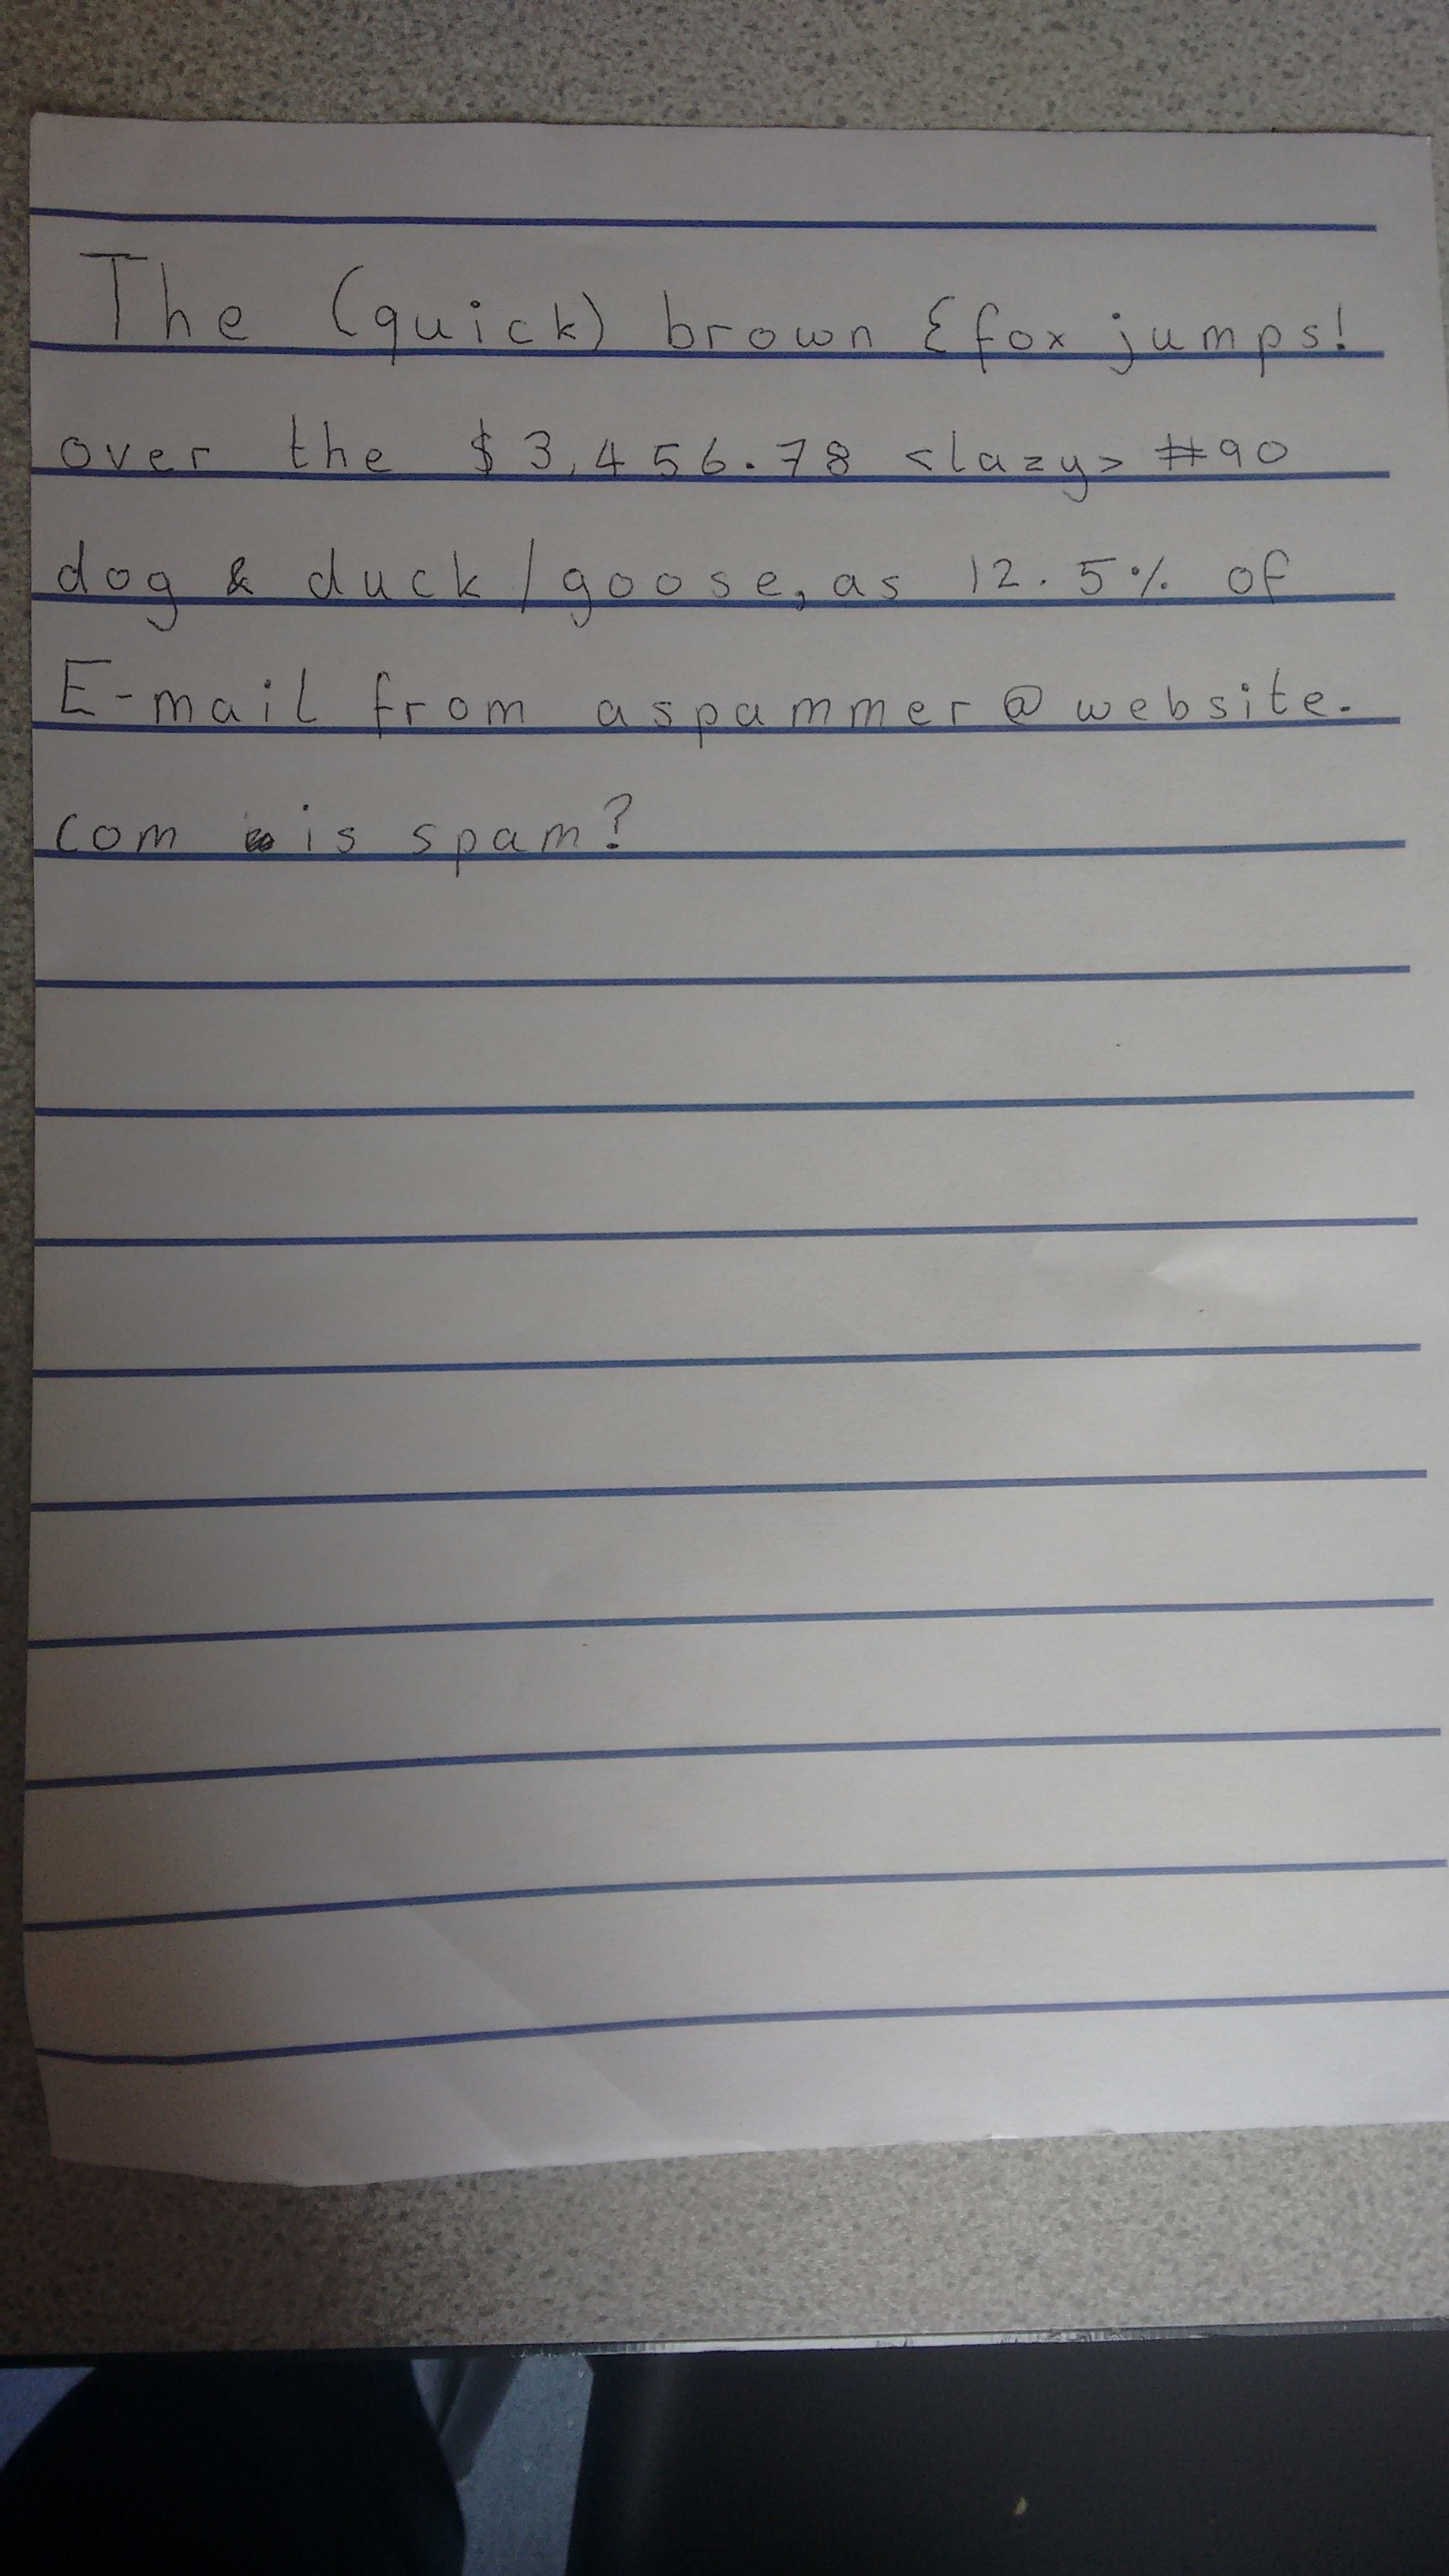 The (quick) brown {fox jumps!
over the $3,456.78 <lazy> #90
dog & duck/goose, as 12.5% of
E-mail from aspammer@website.
com is spam?